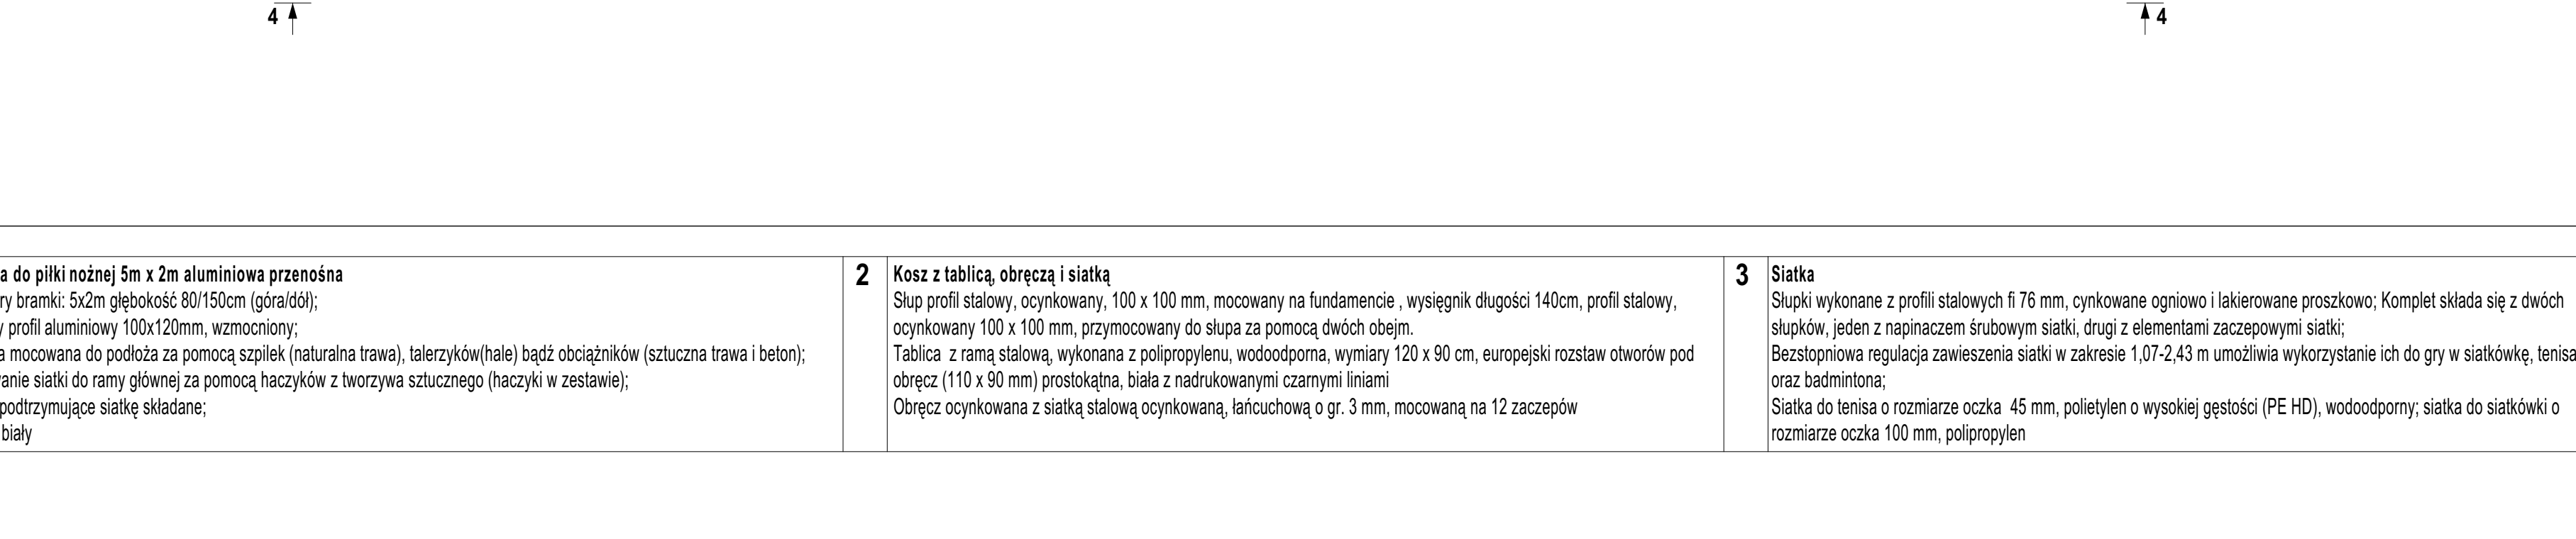 4
4
a do piłki nożnej 5m x 2m aluminiowa przenośna
ry bramki: 5x2m głębokość 80/150cm (góra/dół);
y profil aluminiowy 100x120mm, wzmocniony;
a mocowana do podłoża za pomocą szpilek (naturalna trawa), talerzyków(hale) bądź obciążników (sztuczna trawa i beton);
anie siatki do ramy głównej za pomocą haczyków z tworzywa sztucznego (haczyki w zestawie);
podtrzymujące siatkę składane;
biały
2
Kosz z tablicą, obręczą i siatką
Słup profil stalowy, ocynkowany, 100 x 100 mm, mocowany na fundamencie , wysięgnik długości 140cm, profil stalowy,
ocynkowany 100 x 100 mm, przymocowany do słupa za pomocą dwóch obejm.
Tablica z ramą stalową, wykonana z polipropylenu, wodoodporna, wymiary 120 x 90 cm, europejski rozstaw otworów pod
obręcz (110 x 90 mm) prostokątna, biała z nadrukowanymi czarnymi liniami
Obręcz ocynkowana z siatką stalową ocynkowaną, łańcuchową o gr. 3 mm, mocowaną na 12 zaczepów
3
Siatka
Słupki wykonane z profili stalowych fi 76 mm, cynkowane ogniowo i lakierowane proszkowo; Komplet składa się z dwóch
słupków, jeden z napinaczem śrubowym siatki, drugi z elementami zaczepowymi siatki;
Bezstopniowa regulacja zawieszenia siatki w zakresie 1,07-2,43 m umożliwia wykorzystanie ich do gry w siatkówkę, tenisa
oraz badmintona;
Siatka do tenisa o rozmiarze oczka 45 mm, polietylen o wysokiej gęstości (PE HD), wodoodporny; siatka do siatkówki o
rozmiarze oczka 100 mm, polipropylen